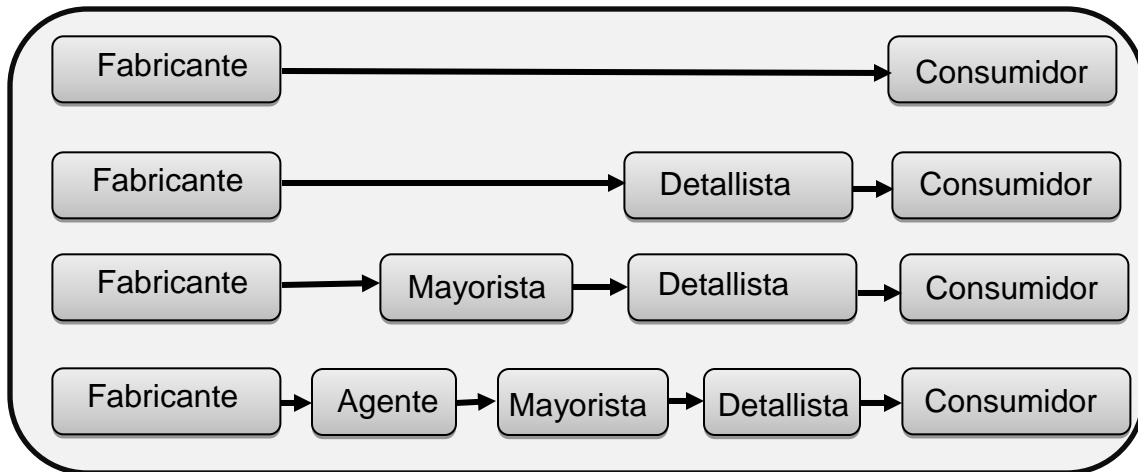 Fabricante Consumidor
Fabricante Detallista Consumidor
Fabricante Mayorista Detallista Consumidor
Fabricante Agente Mayorista Detallista Consumidor